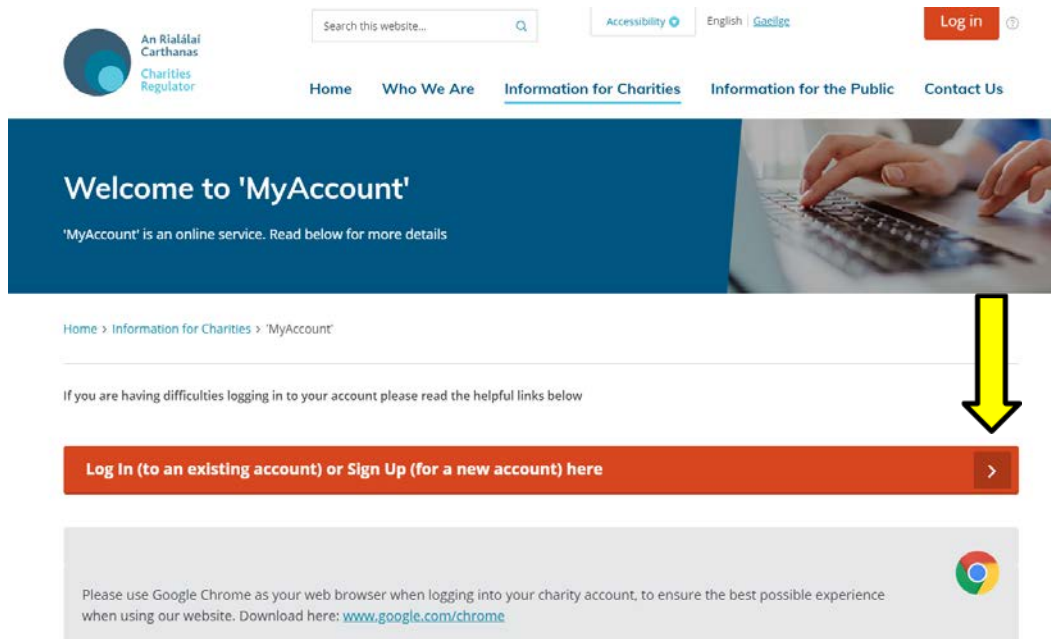 An Rialálaí
Carthanas
Charities
Regulator
Search this website...
Accessibility
English | Gaeilge
Log in
Home
Who We Are
Information for Charities
Information for the Public
Contact Us
Welcome to 'MyAccount'
'MyAccount' is an online service. Read below for more details
Home > Information for Charities > 'MyAccount'
If you are having difficulties logging in to your account please read the helpful links below
Log In (to an existing account) or Sign Up (for a new account) here
Please use Google Chrome as your web browser when logging into your charity account, to ensure the best possible experience
when using our website. Download here: www.google.com/chrome